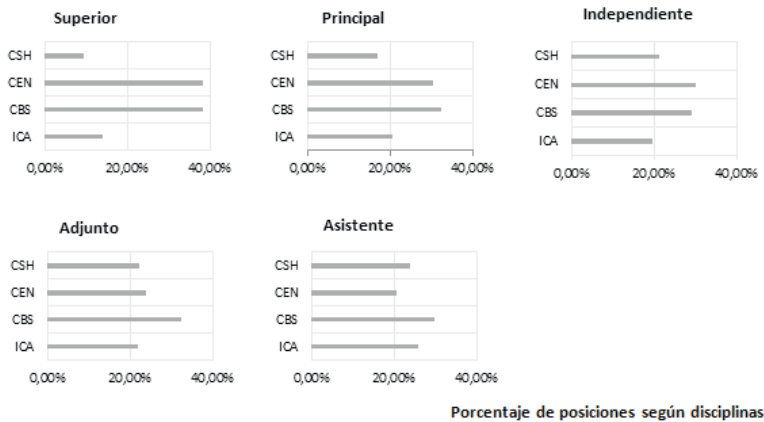 Superior
CSH
CEN
CBS
ICA
0,00% 20,00% 40,00%
Principal
CSH
CEN
CBS
ICA
0,00% 20,00% 40,00%
Independiente
CSH
CEN
CBS
ICA
0,00% 20,00% 40,00%
Adjunto
CSH
CEN
CBS
ICA
0,00% 20,00% 40,00%
Asistente
CSH
CEN
CBS
ICA
0,00% 20,00% 40,00%
Porcentaje de posiciones según disciplinas